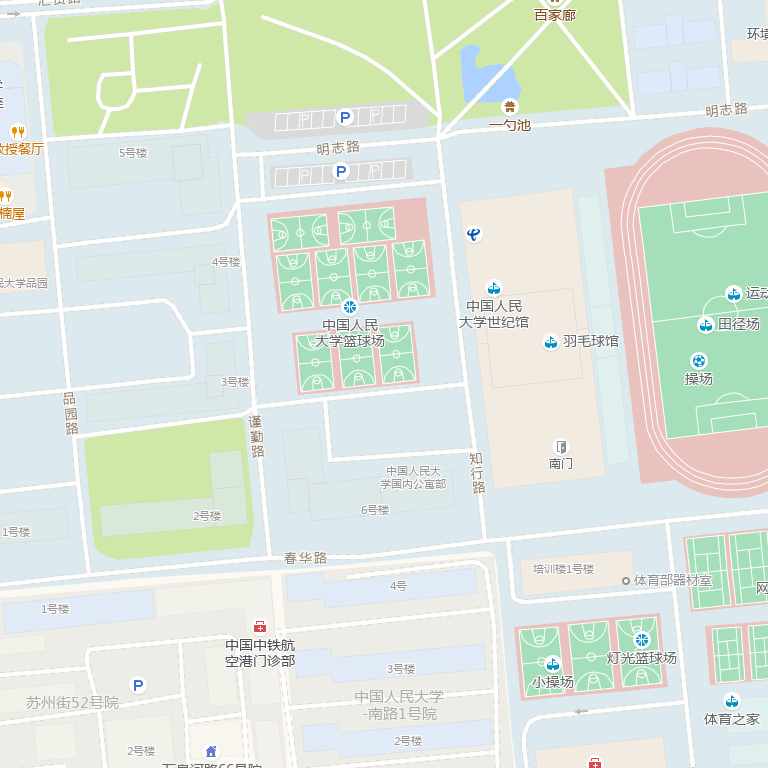 百家廊
一勺池
明志路
明志路
P
P
教授餐厅
5号楼
楠屋
4号楼
民大学品园
中国人民
大学篮球场
中国人民
大学世纪馆
羽毛球馆
田径场
操场
3号楼
品园路
谨勤路
知行路
南门
中国人民大
学国内公寓部
6号楼
2号楼
1号楼
春华路
培训楼1号楼
体育部器材室
4号
1号楼
中国中铁航
空港门诊部
3号楼
灯光篮球场
小操场
P
苏州街52号院
中国人民大学
-南路1号院
体育之家
2号楼
2号楼